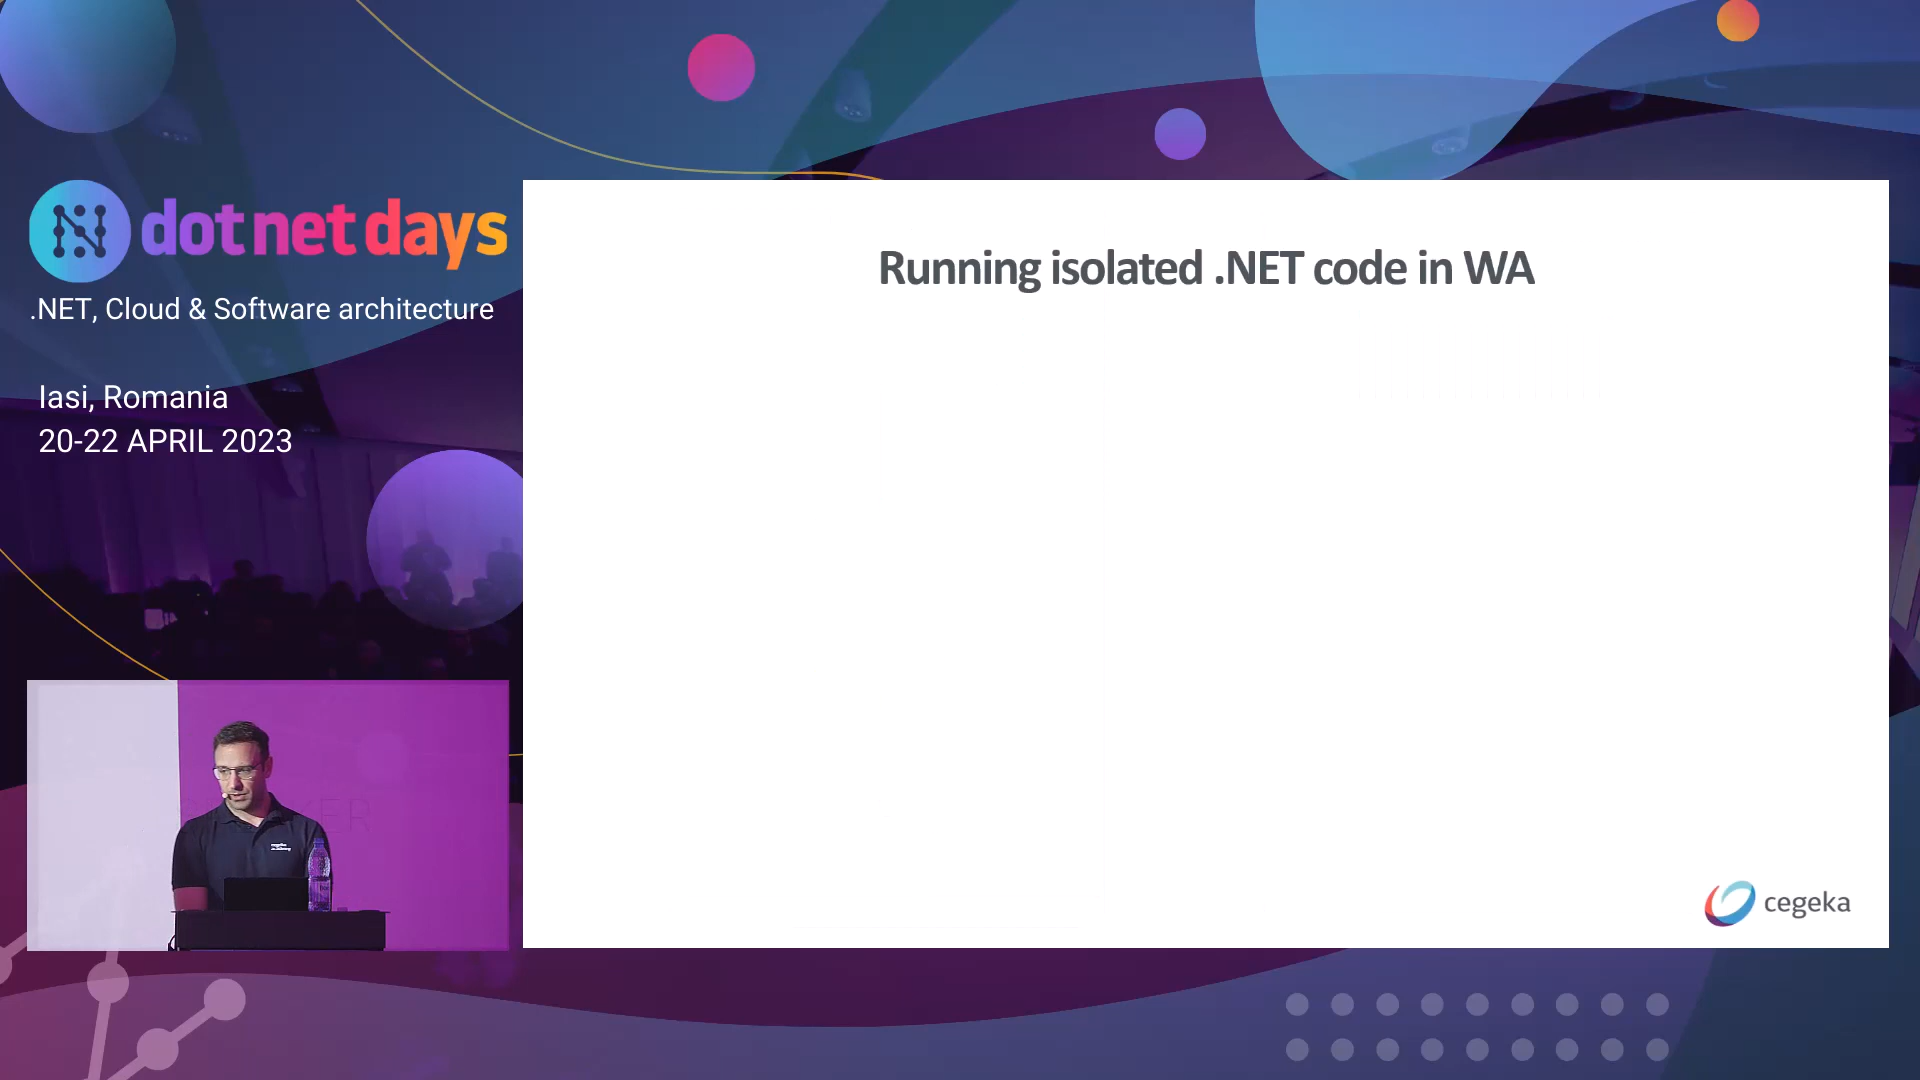 dotnetdays
.NET, Cloud & Software architecture
Iasi, Romania
20-22 APRIL 2023
Running isolated .NET code in WA
cegeka